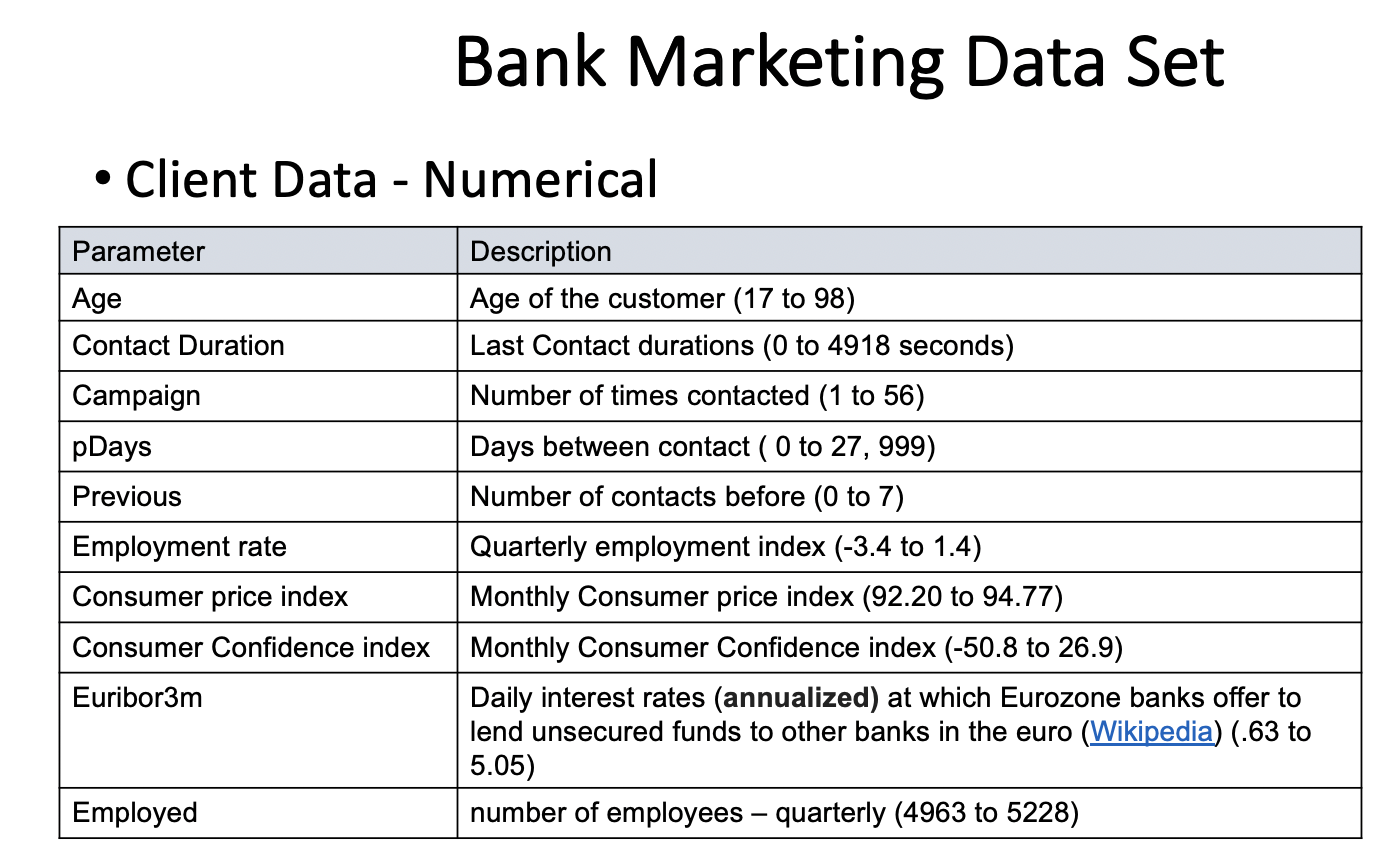 Bank Marketing Data Set
• Client Data - Numerical
Parameter Description
Age Age of the customer (17 to 98)
Contact Duration Last Contact durations (0 to 4918 seconds)
Campaign Number of times contacted (1 to 56)
pDays Days between contact ( 0 to 27, 999)
Previous Number of contacts before (0 to 7)
Employment rate Quarterly employment index (-3.4 to 1.4)
Consumer price index Monthly Consumer price index (92.20 to 94.77)
Consumer Confidence index Monthly Consumer Confidence index (-50.8 to 26.9)
Euribor3m Daily interest rates (annualized) at which Eurozone banks offer to
lend unsecured funds to other banks in the euro (Wikipedia) (.63 to
5.05)
Employed number of employees – quarterly (4963 to 5228)